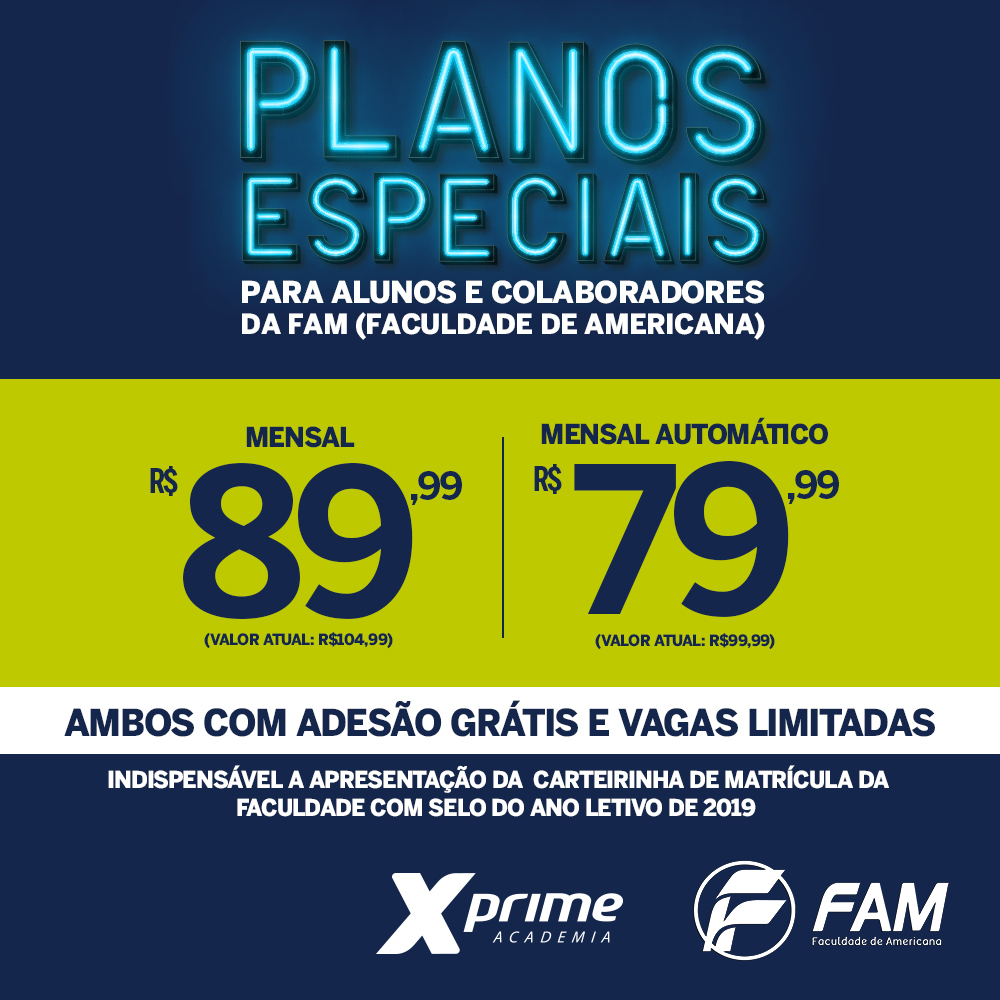 PLANOS
ESPECIAIS
PARA ALUNOS E COLABORADORES
DA FAM (FACULDADE DE AMERICANA)
MENSAL
R$ 89,99
(VALOR ATUAL: R$104,99)
MENSAL AUTOMÁTICO
R$ 79,99
(VALOR ATUAL: R$99,99)
AMBOS COM ADESÃO GRÁTIS E VAGAS LIMITADAS
INDISPENSÁVEL A APRESENTAÇÃO DA CARTEIRINHA DE MATRÍCULA DA
FACULDADE COM SELO DO ANO LETIVO DE 2019
Xprime
ACADEMIA
FAM
Faculdade de Americana